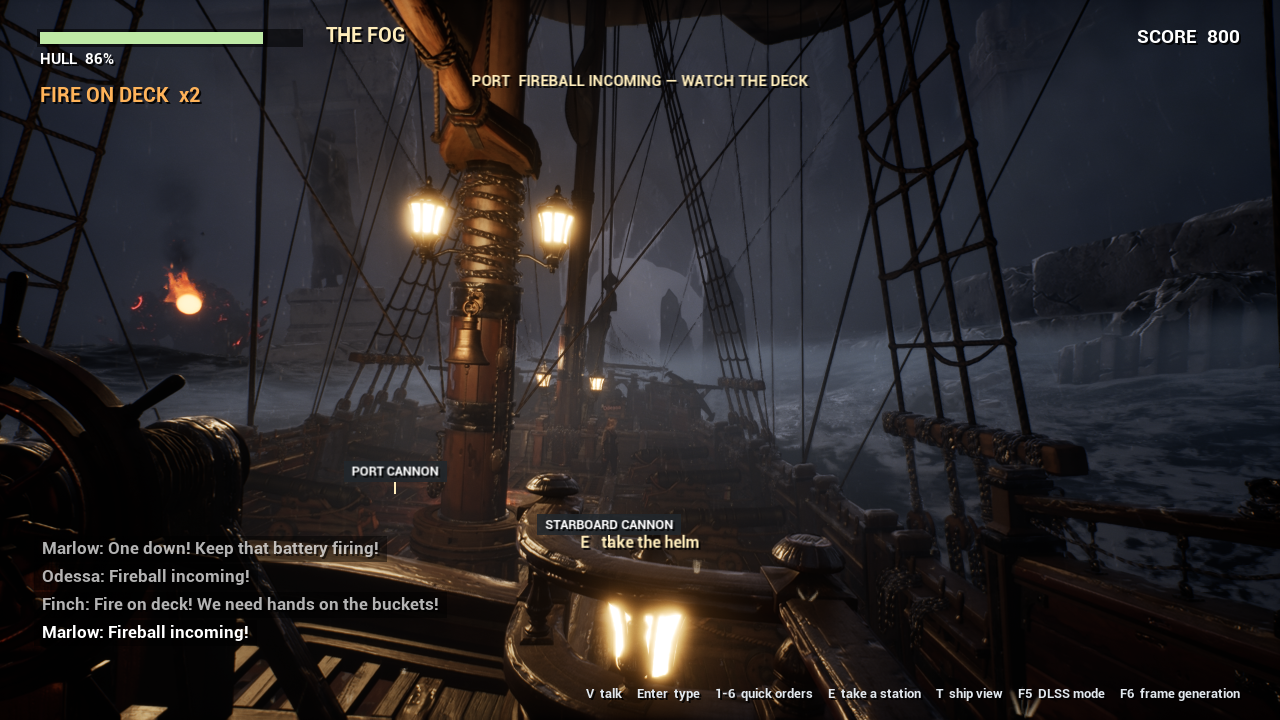 THE FOG
SCORE 800
HULL 86%
PORT FIREBALL INCOMING — WATCH THE DECK
FIRE ON DECK x2
PORT CANNON
STARBOARD CANNON
E take the helm
Marlow: One down! Keep that battery firing!
Odessa: Fireball incoming!
Finch: Fire on deck! We need hands on the buckets!
Marlow: Fireball incoming!
V talk Enter type 1-6 quick orders E take a station T ship view F5 DLSS mode F6 frame generation